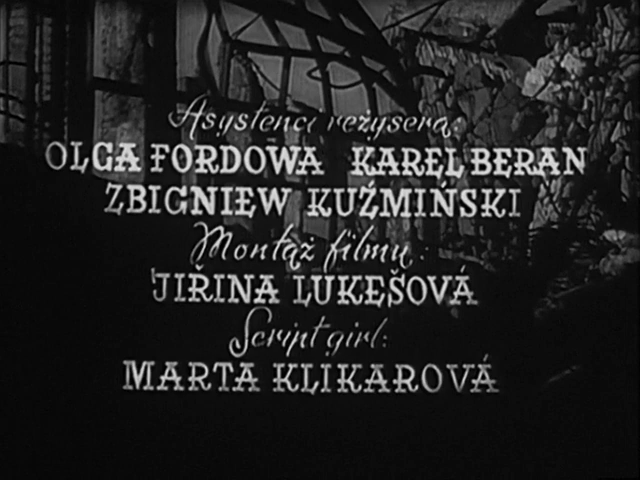 Asystenci reżysera:
OLGA FORDOWA KAREL BERAN
ZBIGNIEW KUŹMIŃSKI
Montaż filmu:
JIŘINA LUKEŠOVÁ
Script girl:
MARTA KLIKAROVÁ